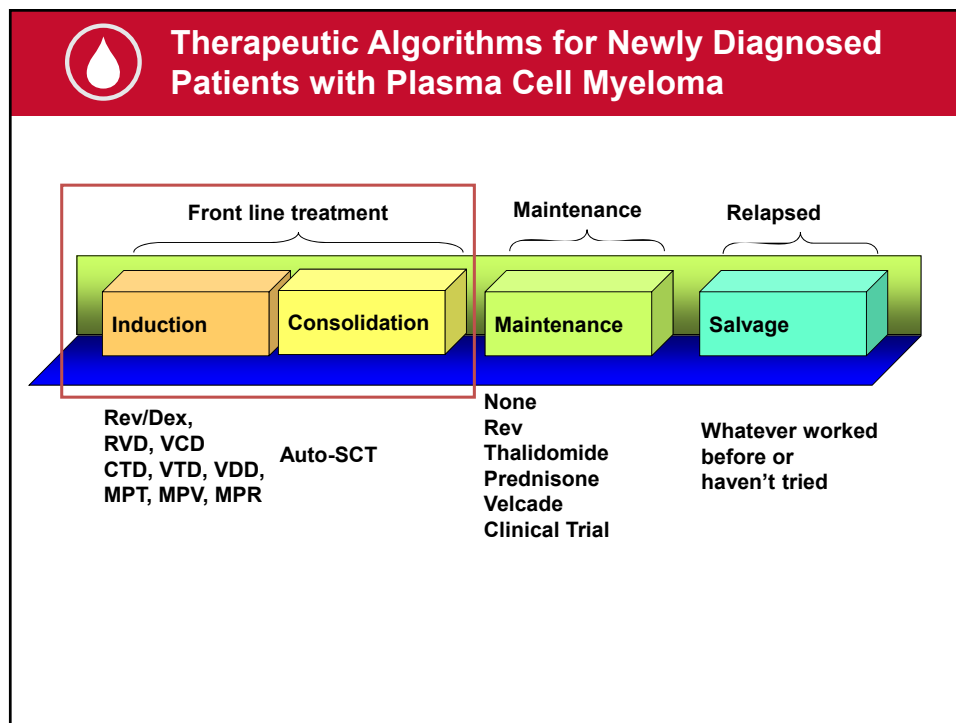 Therapeutic Algorithms for Newly Diagnosed
Patients with Plasma Cell Myeloma
Front line treatment
Maintenance
Relapsed
Induction
Consolidation
Maintenance
Salvage
Rev/Dex,
RVD, VCD
CTD, VTD, VDD,
MPT, MPV, MPR
Auto-SCT
None
Rev
Thalidomide
Prednisone
Velcade
Clinical Trial
Whatever worked
before or
haven’t tried